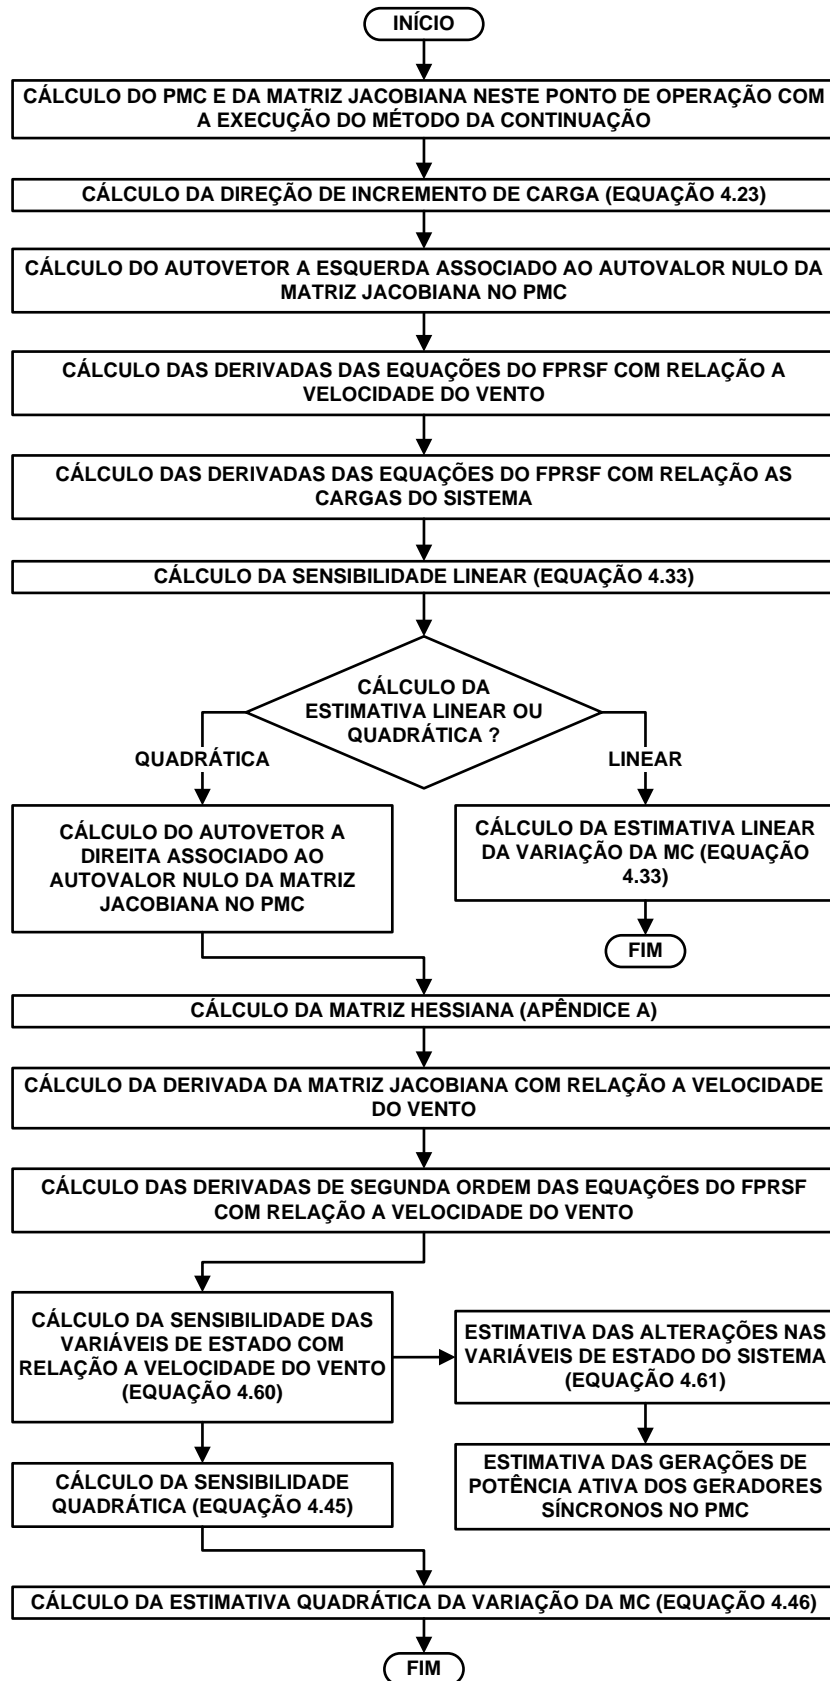 INÍCIO
CÁLCULO DO PMC E DA MATRIZ JACOBIANA NESTE PONTO DE OPERAÇÃO COM
A EXECUÇÃO DO MÉTODO DA CONTINUAÇÃO
CÁLCULO DA DIREÇÃO DE INCREMENTO DE CARGA (EQUAÇÃO 4.23)
CÁLCULO DO AUTOVETOR A ESQUERDA ASSOCIADO AO AUTOVALOR NULO DA
MATRIZ JACOBIANA NO PMC
CÁLCULO DAS DERIVADAS DAS EQUAÇÕES DO FPRSF COM RELAÇÃO A
VELOCIDADE DO VENTO
CÁLCULO DAS DERIVADAS DAS EQUAÇÕES DO FPRSF COM RELAÇÃO AS
CARGAS DO SISTEMA
CÁLCULO DA SENSIBILIDADE LINEAR (EQUAÇÃO 4.33)
CÁLCULO DA
ESTIMATIVA LINEAR OU
QUADRÁTICA ?
QUADRÁTICA
LINEAR
CÁLCULO DO AUTOVETOR A
DIREITA ASSOCIADO AO
AUTOVALOR NULO DA MATRIZ
JACOBIANA NO PMC
CÁLCULO DA ESTIMATIVA LINEAR
DA VARIAÇÃO DA MC (EQUAÇÃO
4.33)
FIM
CÁLCULO DA MATRIZ HESSIANA (APÊNDICE A)
CÁLCULO DA DERIVADA DA MATRIZ JACOBIANA COM RELAÇÃO A VELOCIDADE
DO VENTO
CÁLCULO DAS DERIVADAS DE SEGUNDA ORDEM DAS EQUAÇÕES DO FPRSF
COM RELAÇÃO A VELOCIDADE DO VENTO
CÁLCULO DA SENSIBILIDADE DAS
VARIÁVEIS DE ESTADO COM
RELAÇÃO A VELOCIDADE DO VENTO
(EQUAÇÃO 4.60)
ESTIMATIVA DAS ALTERAÇÕES NAS
VARIÁVEIS DE ESTADO DO SISTEMA
(EQUAÇÃO 4.61)
CÁLCULO DA SENSIBILIDADE
QUADRÁTICA (EQUAÇÃO 4.45)
ESTIMATIVA DAS GERAÇÕES DE
POTÊNCIA ATIVA DOS GERADORES
SÍNCRONOS NO PMC
CÁLCULO DA ESTIMATIVA QUADRÁTICA DA VARIAÇÃO DA MC (EQUAÇÃO 4.46)
FIM